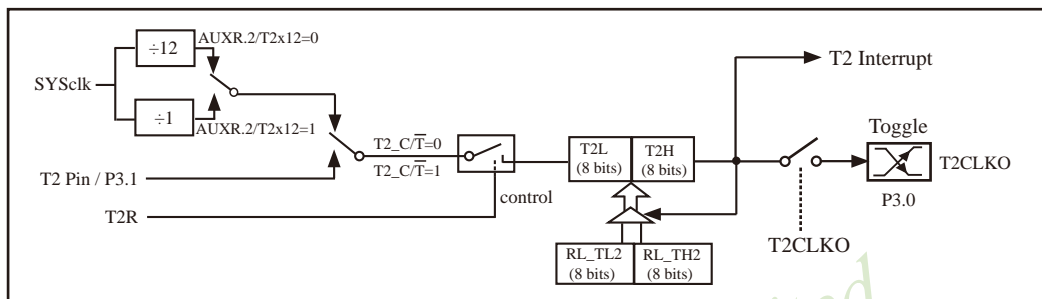 ÷12
AUXR.2/T2x12=0
SYSclk
÷1
AUXR.2/T2x12=1
T2 Interrupt
Toggle
T2_C/T̅=0
T2_C/T̅=1
T2L
(8 bits)
T2H
(8 bits)
T2CLKO
P3.0
T2 Pin / P3.1
control
T2R
T2CLKO
RL_TL2
(8 bits)
RL_TH2
(8 bits)